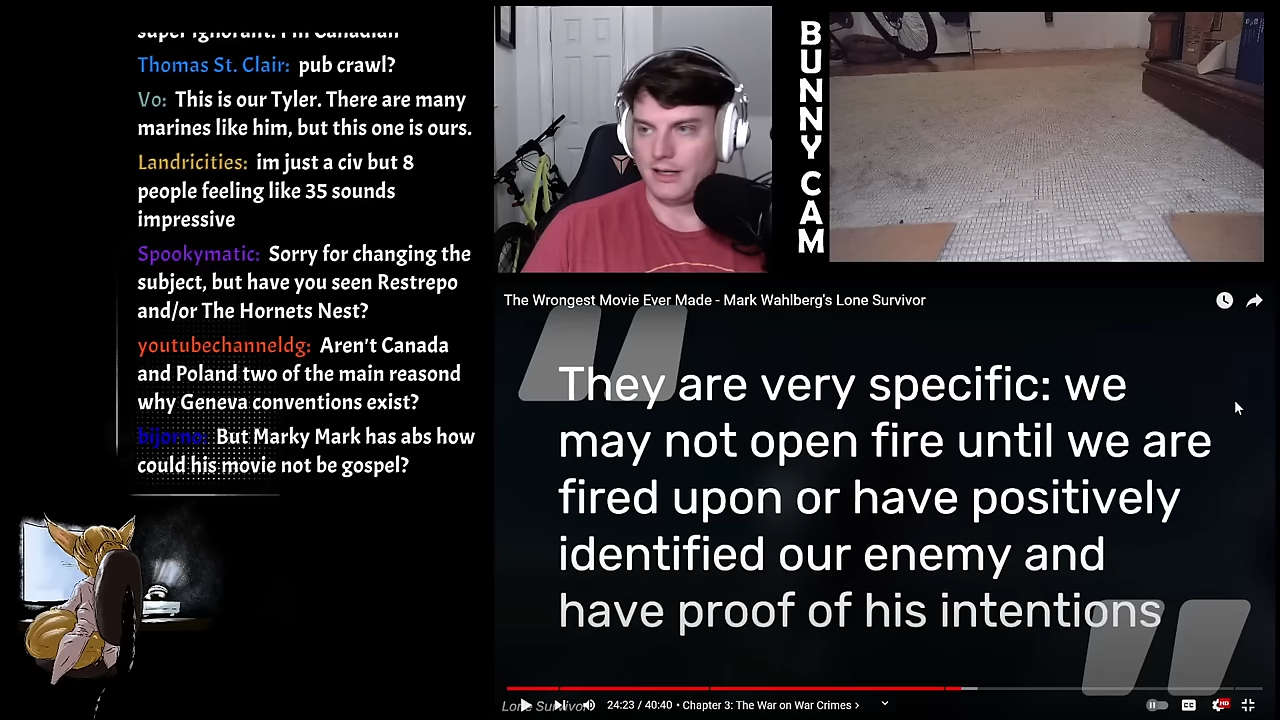 super ignorant. I'm Canadian
Thomas St. Clair: pub crawl?
Vo: This is our Tyler. There are many
marines like him, but this one is ours.
Landricities: im just a civ but 8
people feeling like 35 sounds
impressive
Spookymatic: Sorry for changing the
subject, but have you seen Restrepo
and/or The Hornets Nest?
youtubechanneldg: Aren't Canada
and Poland two of the main reasond
why Geneva conventions exist?
bijorno: But Marky Mark has abs how
could his movie not be gospel?
BUNNY CAM
The Wrongest Movie Ever Made - Mark Wahlberg's Lone Survivor
They are very specific: we
may not open fire until we are
fired upon or have positively
identified our enemy and
have proof of his intentions
Lone Survivor
24:23 / 40:40 • Chapter 3: The War on War Crimes ›
CC
HD